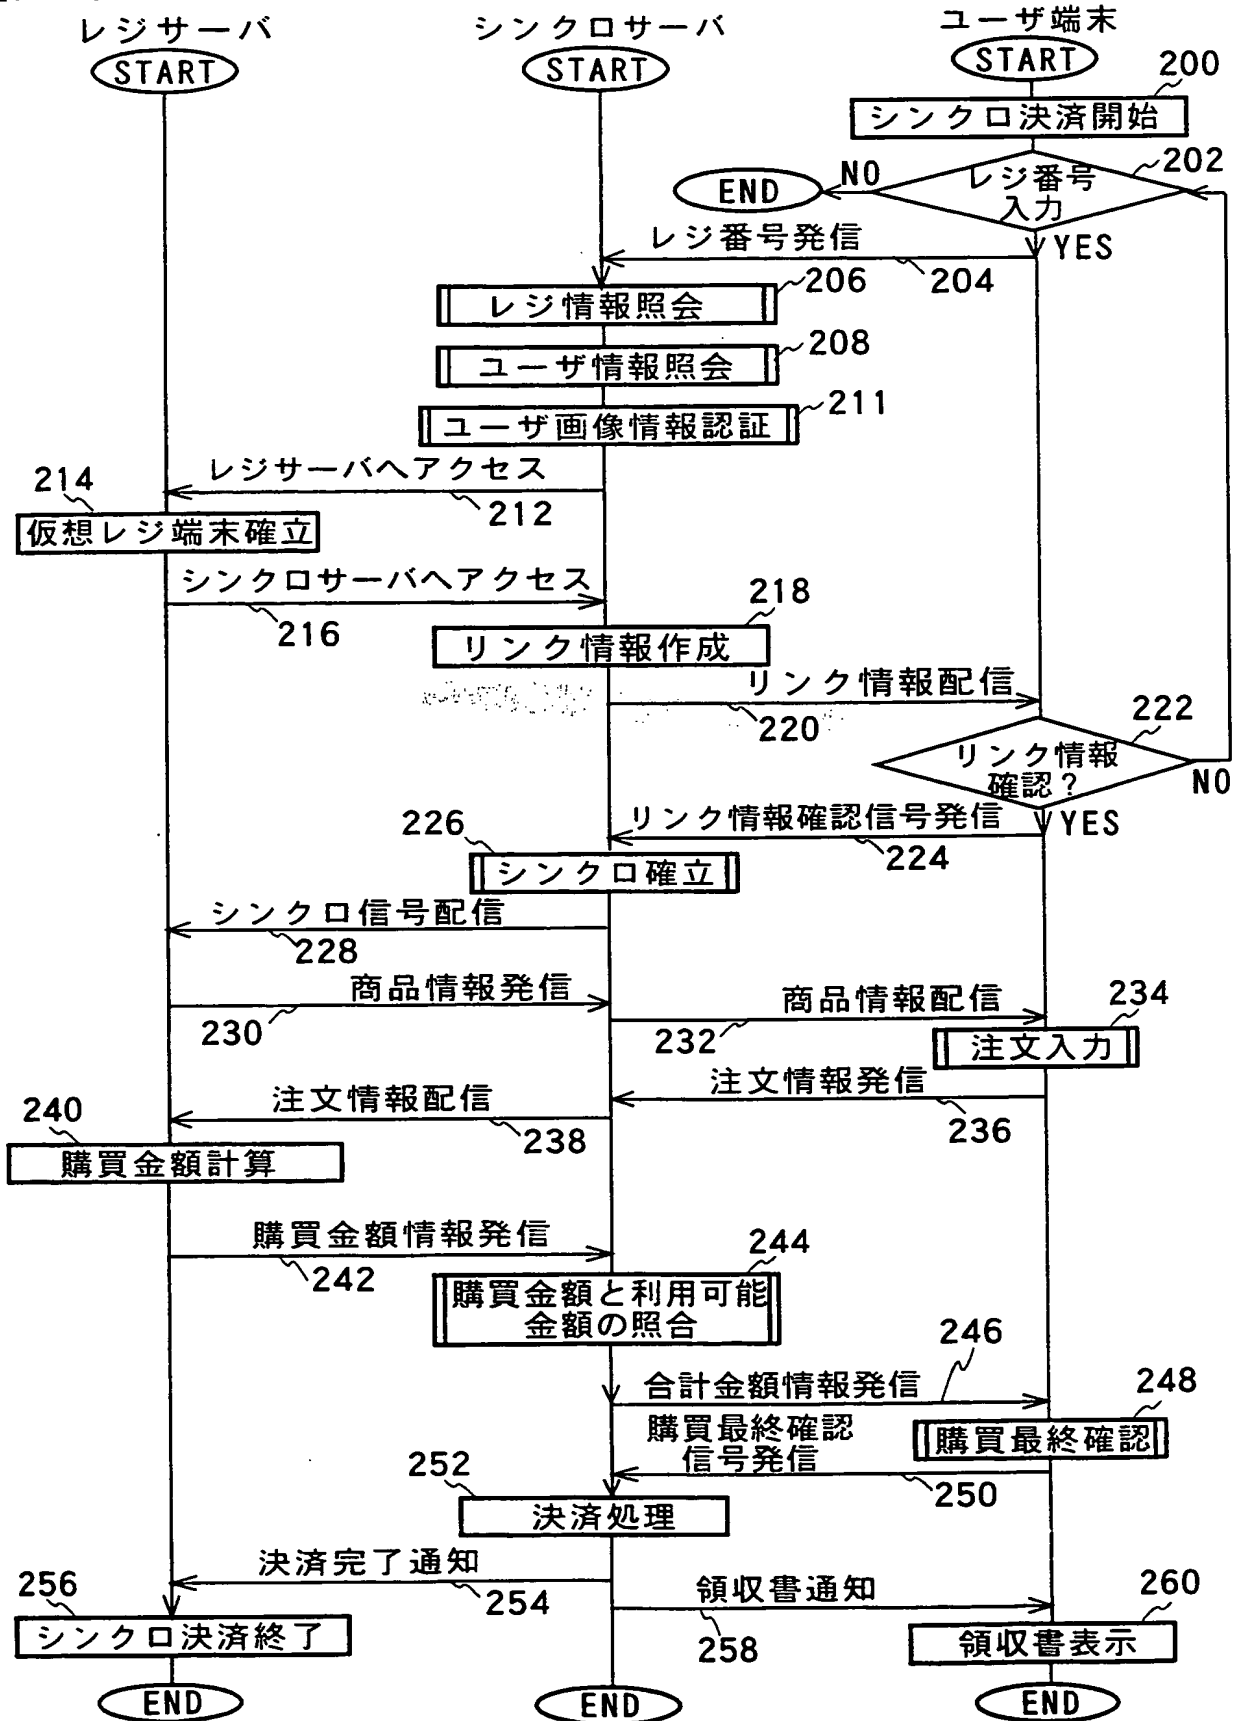 レジサーバ
シンクロサーバ
ユーザ端末
START
START
START
200
シンクロ決済開始
202
レジ番号
入力
NO
END
YES
レジ番号発信
204
206
レジ情報照会
208
ユーザ情報照会
211
ユーザ画像情報認証
レジサーバへアクセス
212
214
仮想レジ端末確立
シンクロサーバへアクセス
216
218
リンク情報作成
リンク情報配信
220
222
リンク情報
確認?
NO
YES
リンク情報確認信号発信
224
226
シンクロ確立
シンクロ信号配信
228
商品情報発信
230
商品情報配信
232
234
注文入力
注文情報発信
236
注文情報配信
238
240
購買金額計算
購買金額情報発信
242
244
購買金額と利用可能
金額の照合
246
合計金額情報発信
248
購買最終確認
購買最終確認
信号発信
250
252
決済処理
決済完了通知
254
256
シンクロ決済終了
領収書通知
258
260
領収書表示
END
END
END